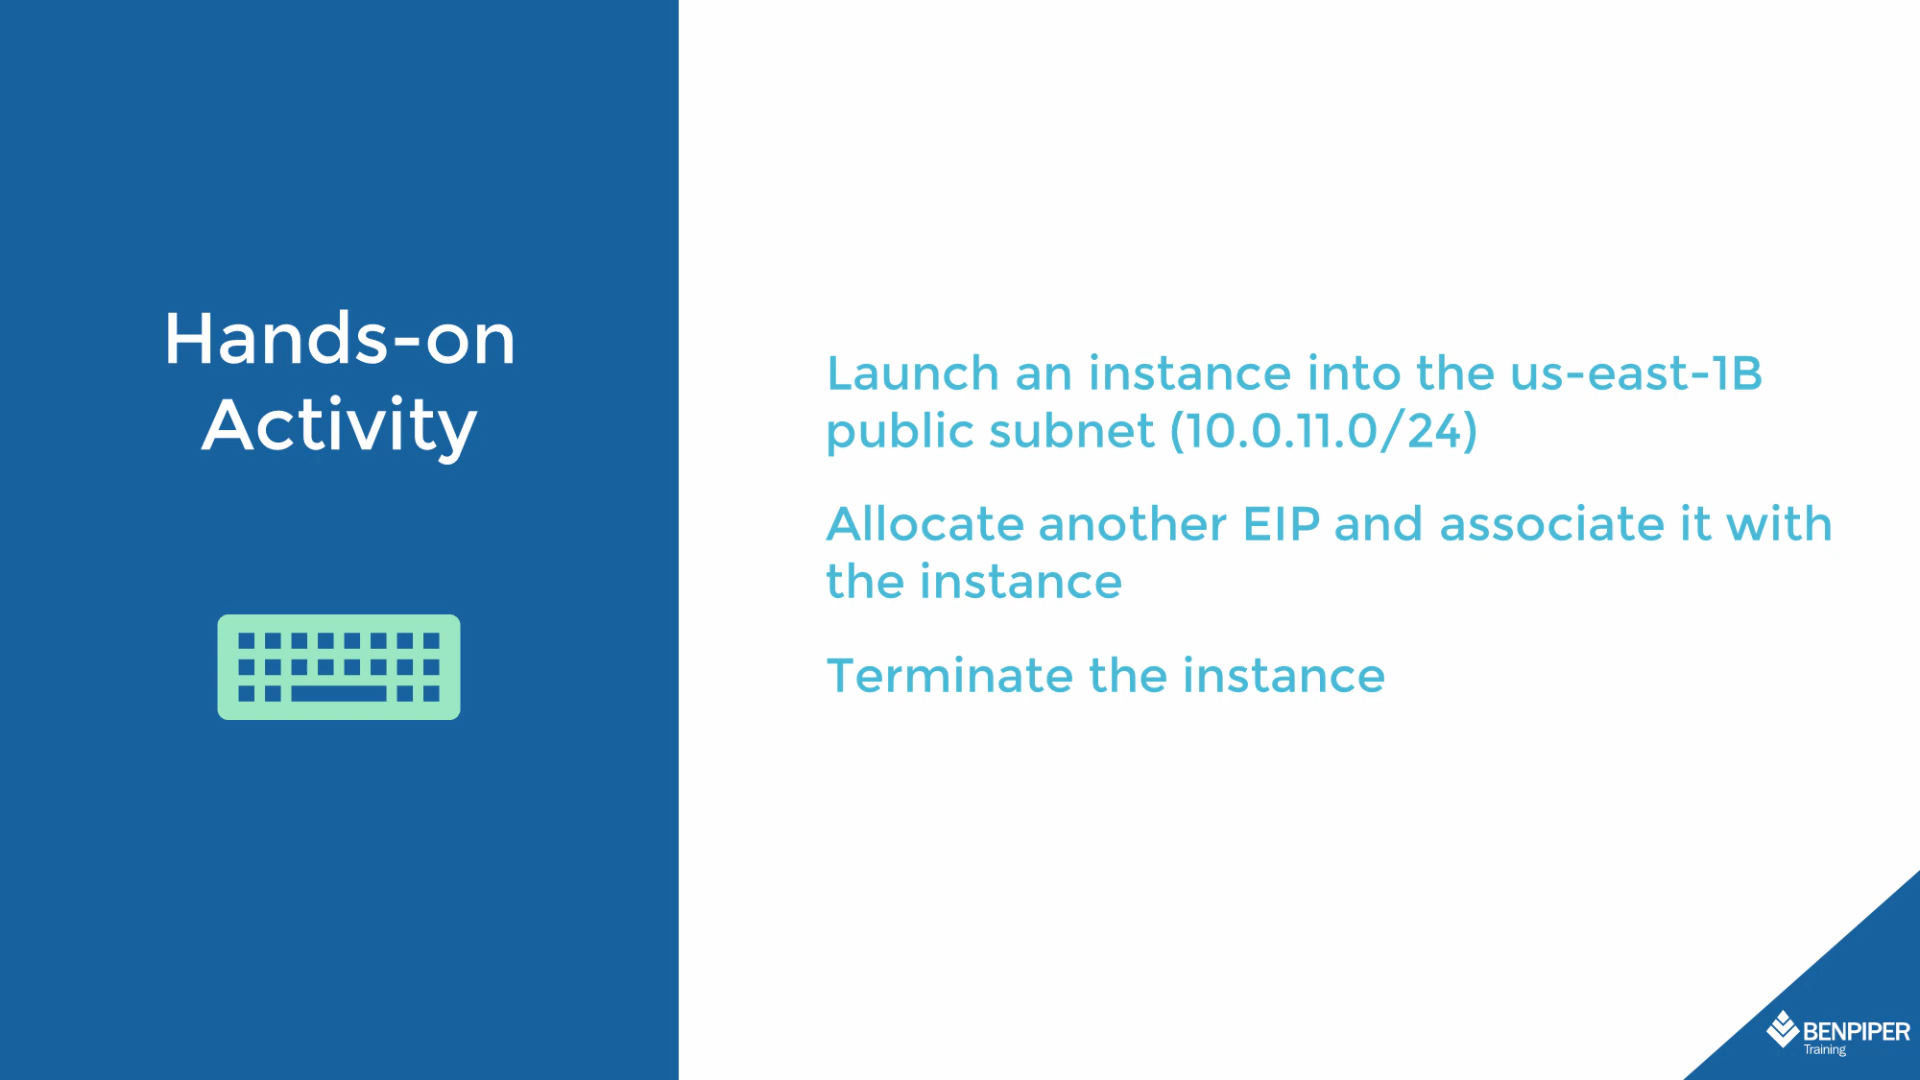 Hands-on
Activity
Launch an instance into the us-east-1B
public subnet (10.0.11.0/24)
Allocate another EIP and associate it with
the instance
Terminate the instance
BENPIPER
Training